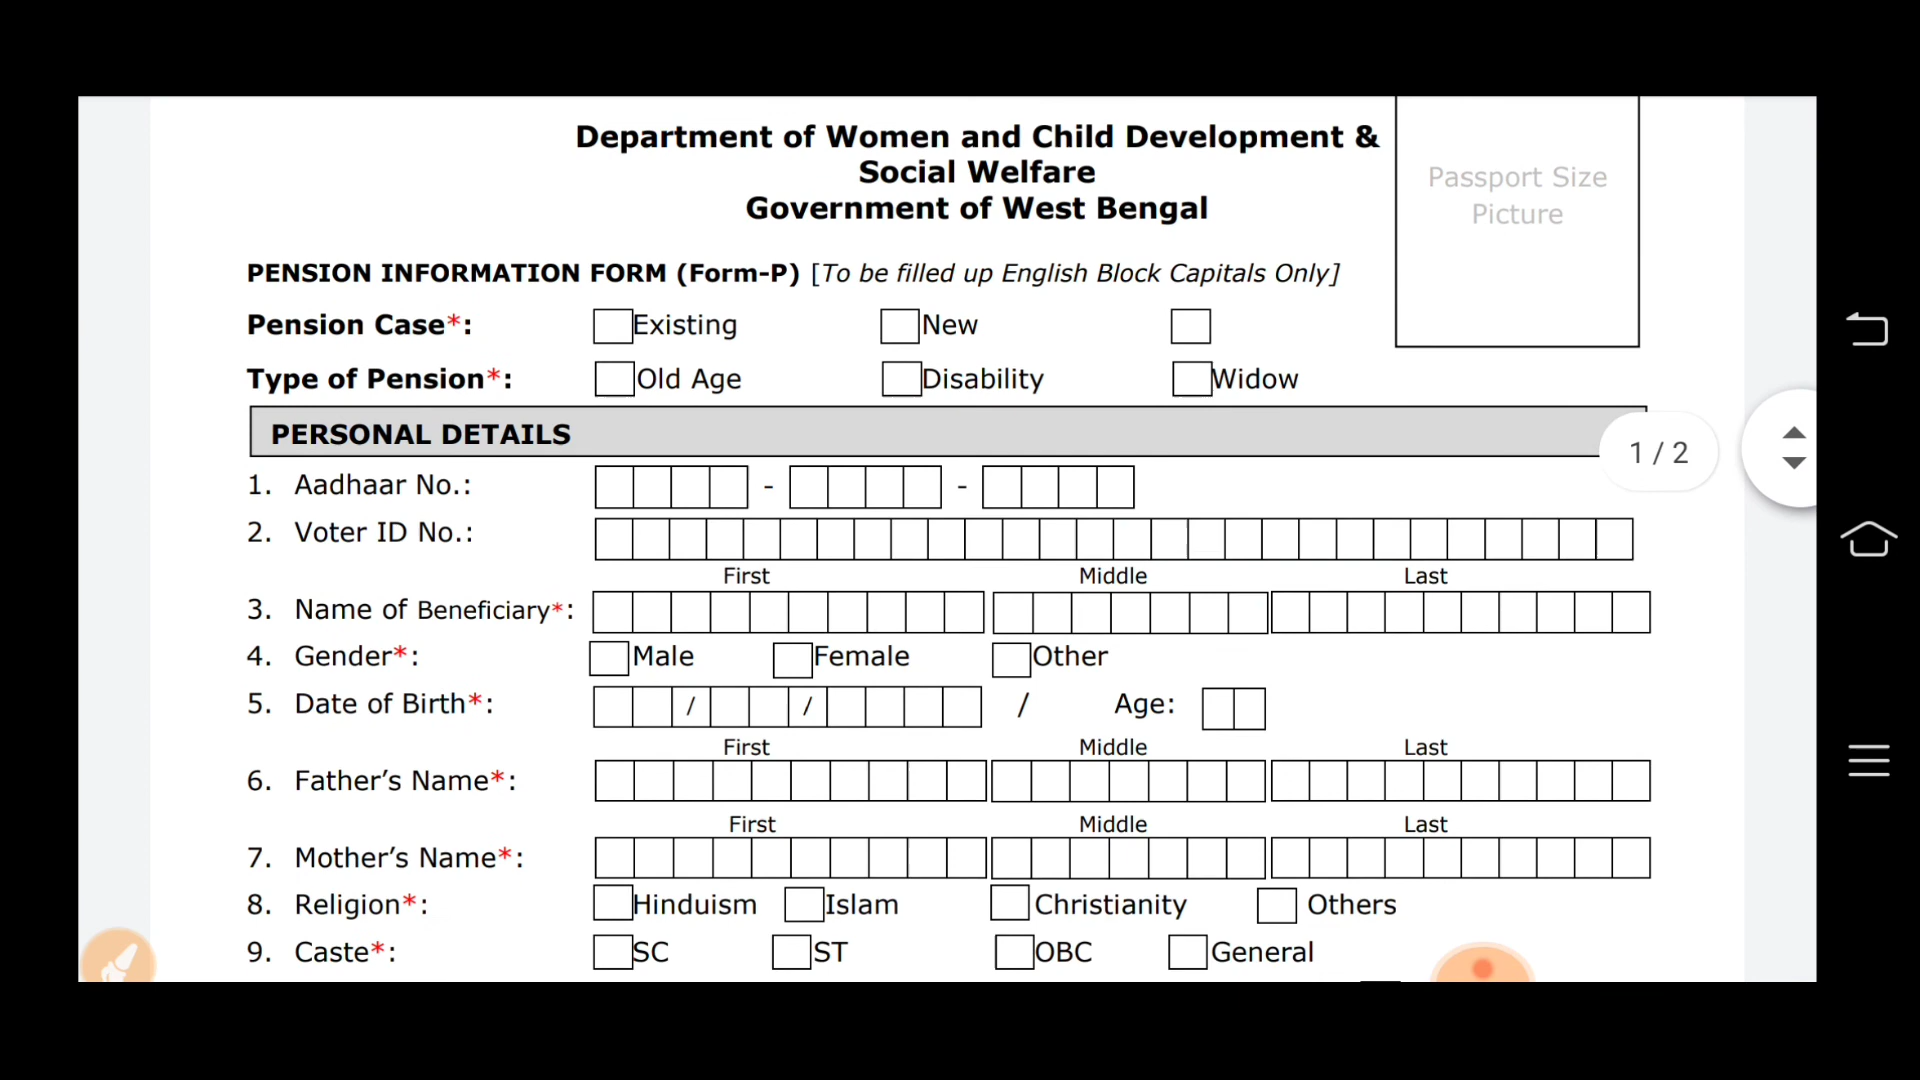 Department of Women and Child Development &
Social Welfare
Government of West Bengal
Passport Size
Picture
PENSION INFORMATION FORM (Form-P) [To be filled up English Block Capitals Only]
Pension Case*: Existing New
Type of Pension*: Old Age Disability Widow
PERSONAL DETAILS
1 / 2
1. Aadhaar No.: - -
2. Voter ID No.:
First Middle Last
3. Name of Beneficiary*:
4. Gender*: Male Female Other
5. Date of Birth*: / / / Age:
First Middle Last
6. Father’s Name*:
First Middle Last
7. Mother’s Name*:
8. Religion*: Hinduism Islam Christianity Others
9. Caste*: SC ST OBC General